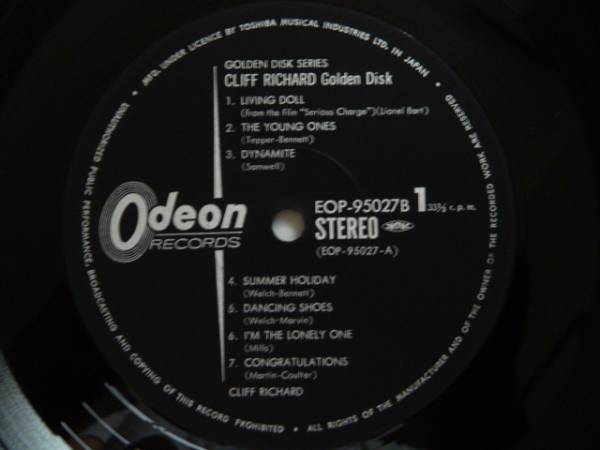 MFD. UNDER LICENCE BY TOSHIBA MUSICAL INDUSTRIES LTD. IN JAPAN
GOLDEN DISK SERIES
CLIFF RICHARD Golden Disk
1. LIVING DOLL
(from the film "Serious Charge")(Lionel Bart)
2. THE YOUNG ONES
(Tepper-Bennett)
3. DYNAMITE
(Samwell)
Odeon
RECORDS
EOP-95027B 1 33⅓ r.p.m.
STEREO
(EOP-95027-A)
4. SUMMER HOLIDAY
(Welch-Bennett)
5. DANCING SHOES
(Welch-Marvin)
6. I'M THE LONELY ONE
(Mills)
7. CONGRATULATIONS
(Martin-Coulter)
CLIFF RICHARD
ALL RIGHTS OF THE MANUFACTURER AND OF THE OWNER OF THE RECORDED WORK ARE RESERVED
UNAUTHORIZED PUBLIC PERFORMANCE, BROADCASTING AND COPYING OF THIS RECORD PROHIBITED